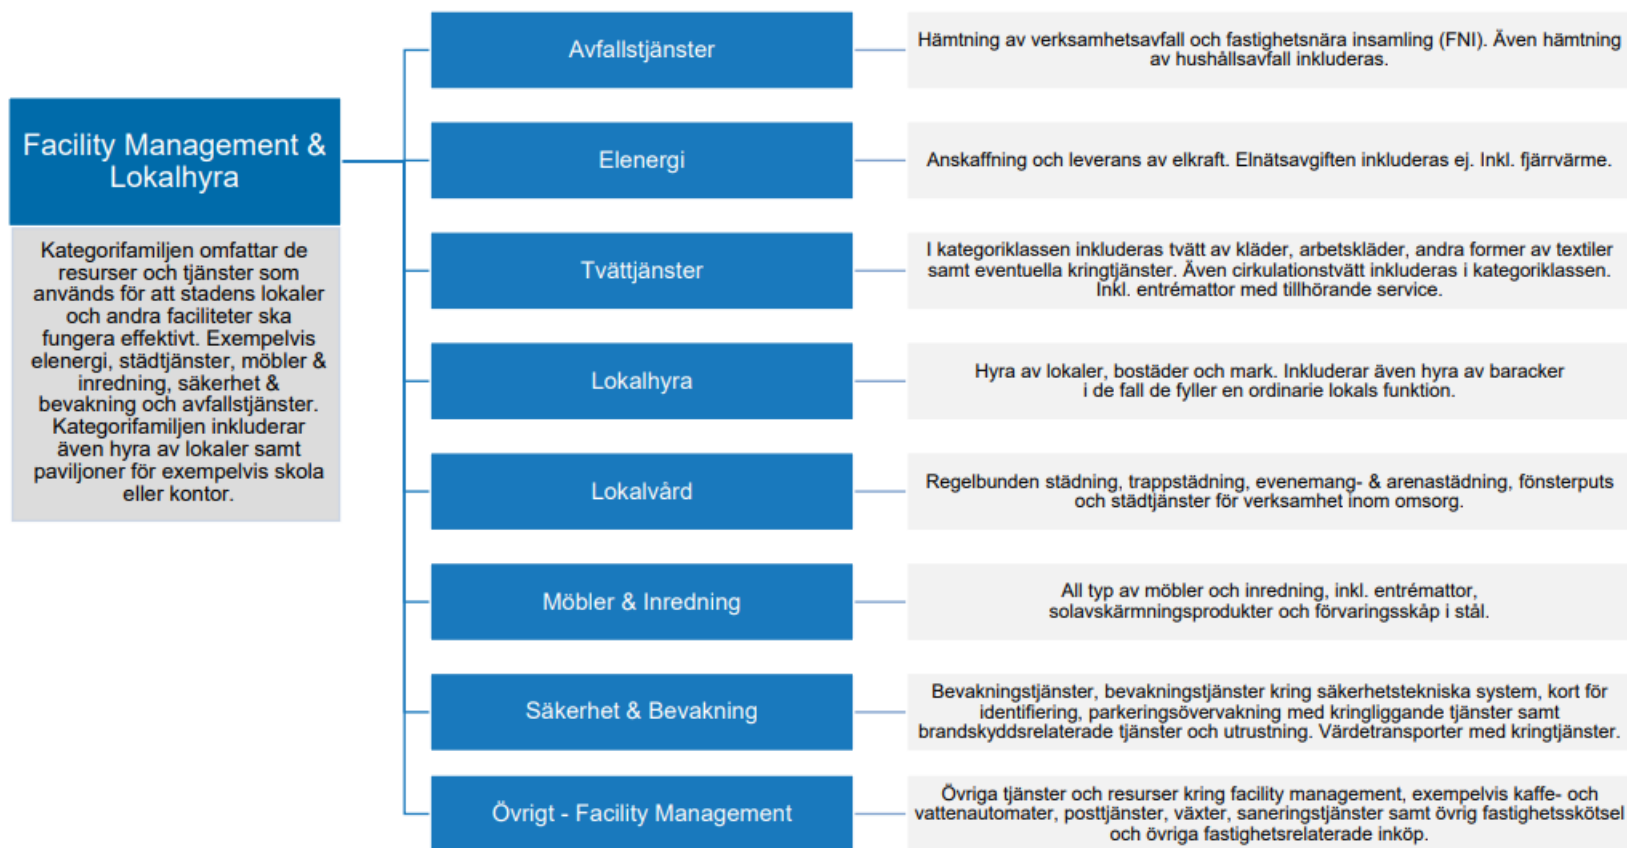 Facility Management &
Lokalhyra
Kategorifamiljen omfattar de
resurser och tjänster som
används för att stadens lokaler
och andra faciliteter ska
fungera effektivt. Exempelvis
elenergi, städtjänster, möbler &
inredning, säkerhet &
bevakning och avfallstjänster.
Kategorifamiljen inkluderar
även hyra av lokaler samt
paviljoner för exempelvis skola
eller kontor.
Avfallstjänster
Hämtning av verksamhetsavfall och fastighetsnära insamling (FNI). Även hämtning
av hushållsavfall inkluderas.
Elenergi
Anskaffning och leverans av elkraft. Elnätsavgiften inkluderas ej. Inkl. fjärrvärme.
Tvättjänster
I kategoriklassen inkluderas tvätt av kläder, arbetskläder, andra former av textiler
samt eventuella kringtjänster. Även cirkulationstvätt inkluderas i kategoriklassen.
Inkl. entrémattor med tillhörande service.
Lokalhyra
Hyra av lokaler, bostäder och mark. Inkluderar även hyra av baracker
i de fall de fyller en ordinarie lokals funktion.
Lokalvård
Regelbunden städning, trappstädning, evenemang- & arenastädning, fönsterputs
och städtjänster för verksamhet inom omsorg.
Möbler & Inredning
All typ av möbler och inredning, inkl. entrémattor,
solavskärmningsprodukter och förvaringsskåp i stål.
Säkerhet & Bevakning
Bevakningstjänster, bevakningstjänster kring säkerhetstekniska system, kort för
identifiering, parkeringsövervakning med kringliggande tjänster samt
brandskyddsrelaterade tjänster och utrustning. Värdetransporter med kringtjänster.
Övrigt - Facility Management
Övriga tjänster och resurser kring facility management, exempelvis kaffe- och
vattenautomater, posttjänster, växter, saneringstjänster samt övrig fastighetsskötsel
och övriga fastighetsrelaterade inköp.